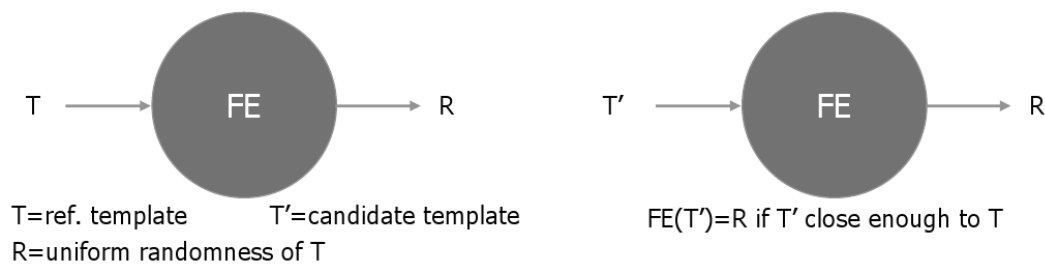 T FE R
T′ FE R
T=ref. template T′=candidate template
R=uniform randomness of T
FE(T′)=R if T′ close enough to T